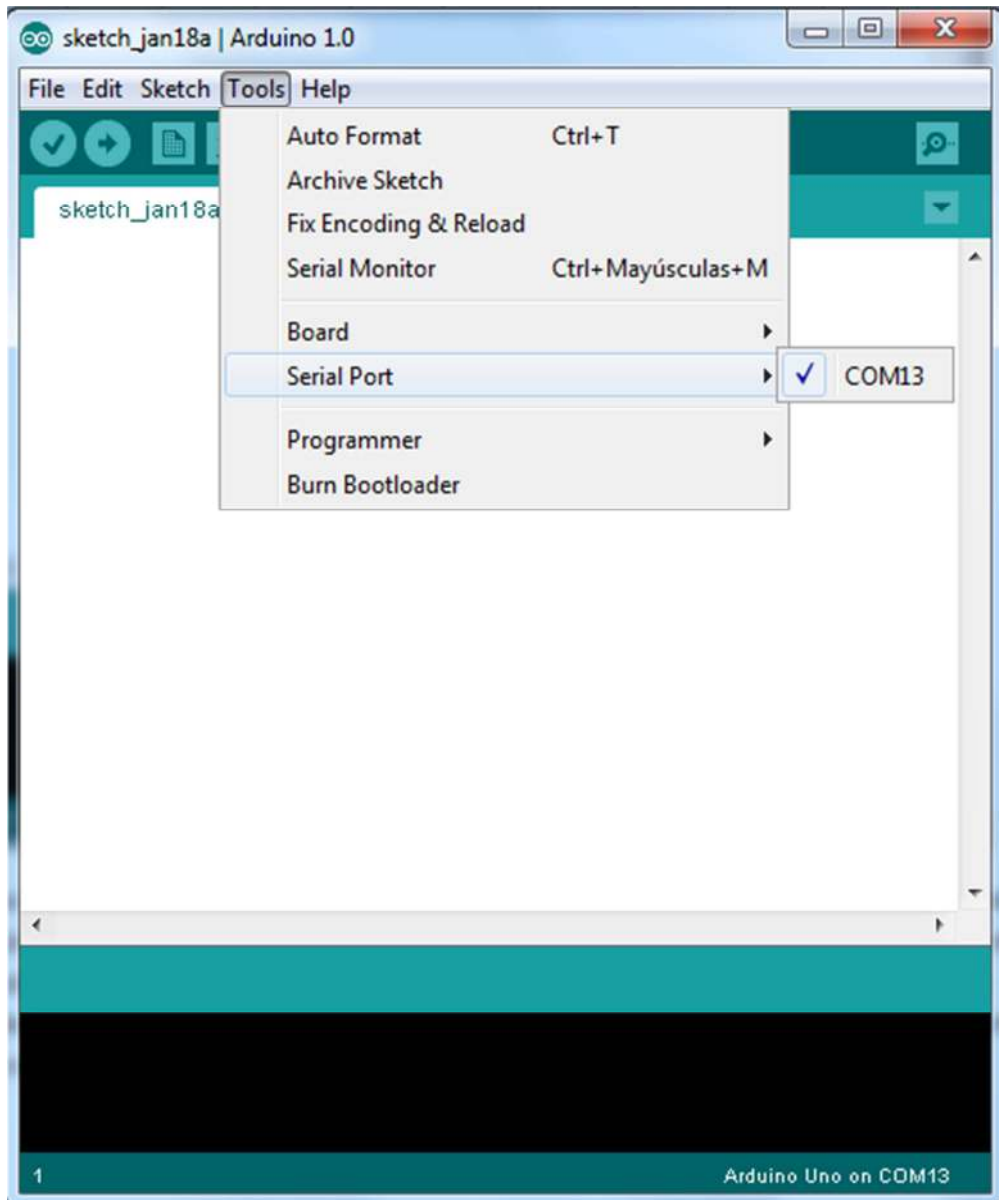 sketch_jan18a | Arduino 1.0
File Edit Sketch Tools Help
Auto Format Ctrl+T
Archive Sketch
sketch_jan18a
Fix Encoding & Reload
Serial Monitor Ctrl+Mayúsculas+M
Board
Serial Port COM13
Programmer
Burn Bootloader
1 Arduino Uno on COM13